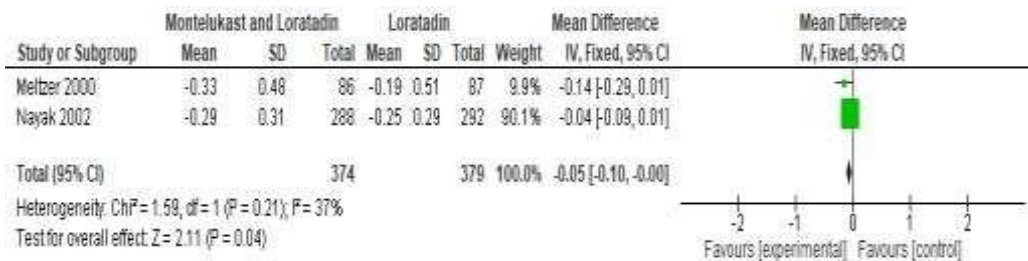 Montelukast and Loratadin Loratadin Mean Difference Mean Difference
Study or Subgroup Mean SD Total Mean SD Total Weight IV, Fixed, 95% CI IV, Fixed, 95% CI
Meltzer 2000 -0.33 0.48 86 -0.19 0.51 87 9.9% -0.14 [-0.29, 0.01]
Nayak 2002 -0.29 0.31 288 -0.25 0.29 292 90.1% -0.04 [-0.09, 0.01]
Total (95% CI) 374 379 100.0% -0.05 [-0.10, -0.00]
Heterogeneity: Chi² = 1.59, df = 1 (P = 0.21); I² = 37%
Test for overall effect: Z = 2.11 (P = 0.04)
-2 -1 0 1 2
Favours [experimental] Favours [control]